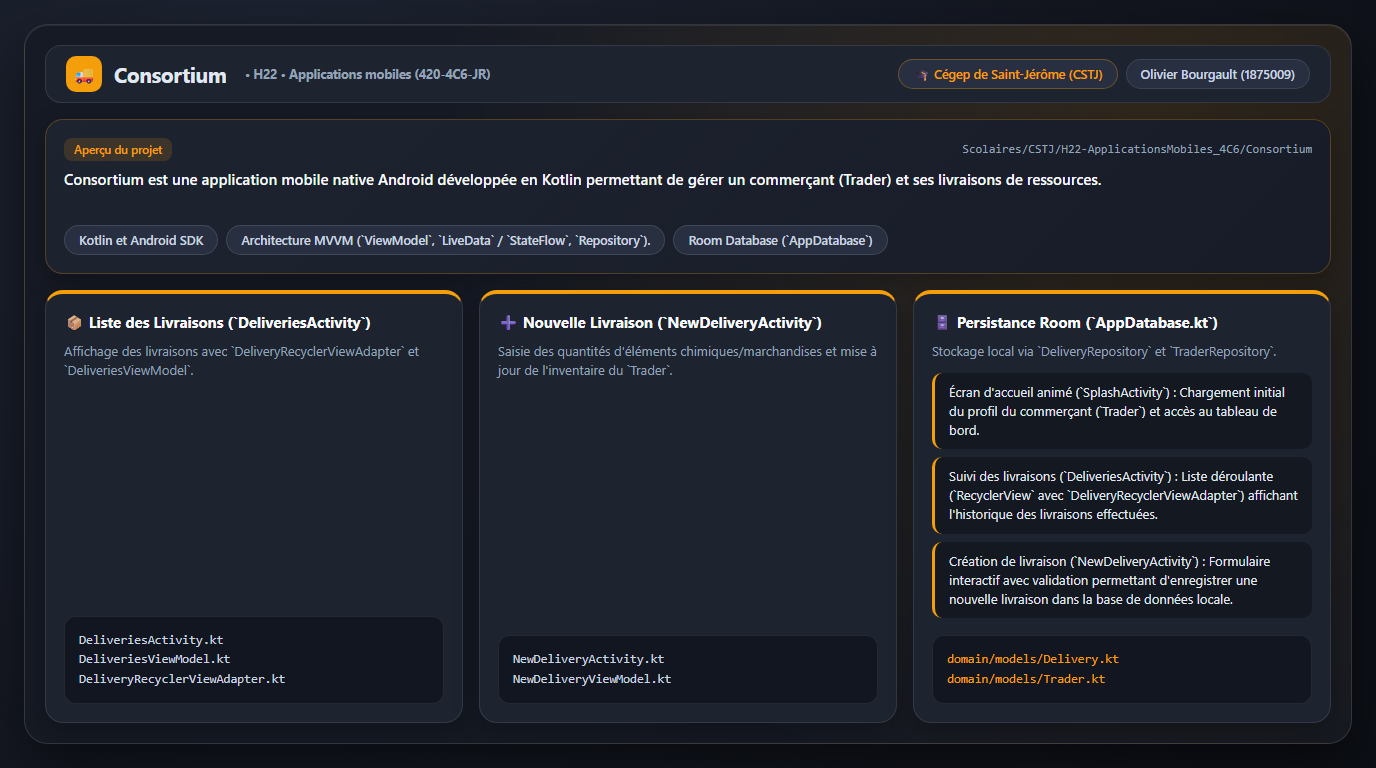 Consortium
• H22 • Applications mobiles (420-4C6-JR)
Cégep de Saint-Jérôme (CSTJ)
Olivier Bourgault (1875009)
Aperçu du projet
Scolaires/CSTJ/H22-ApplicationsMobiles_4C6/Consortium
Consortium est une application mobile native Android développée en Kotlin permettant de gérer un commerçant (Trader) et ses livraisons de ressources.
Kotlin et Android SDK
Architecture MVVM (`ViewModel`, `LiveData` / `StateFlow`, `Repository`).
Room Database (`AppDatabase`)
Liste des Livraisons (`DeliveriesActivity`)
Affichage des livraisons avec `DeliveryRecyclerViewAdapter` et
`DeliveriesViewModel`.
DeliveriesActivity.kt
DeliveriesViewModel.kt
DeliveryRecyclerViewAdapter.kt
Nouvelle Livraison (`NewDeliveryActivity`)
Saisie des quantités d'éléments chimiques/marchandises et mise à
jour de l'inventaire du `Trader`.
NewDeliveryActivity.kt
NewDeliveryViewModel.kt
Persistance Room (`AppDatabase.kt`)
Stockage local via `DeliveryRepository` et `TraderRepository`.
Écran d'accueil animé (`SplashActivity`) : Chargement initial
du profil du commerçant (`Trader`) et accès au tableau de
bord.
Suivi des livraisons (`DeliveriesActivity`) : Liste déroulante
(`RecyclerView` avec `DeliveryRecyclerViewAdapter`) affichant
l'historique des livraisons effectuées.
Création de livraison (`NewDeliveryActivity`) : Formulaire
interactif avec validation permettant d'enregistrer une
nouvelle livraison dans la base de données locale.
domain/models/Delivery.kt
domain/models/Trader.kt